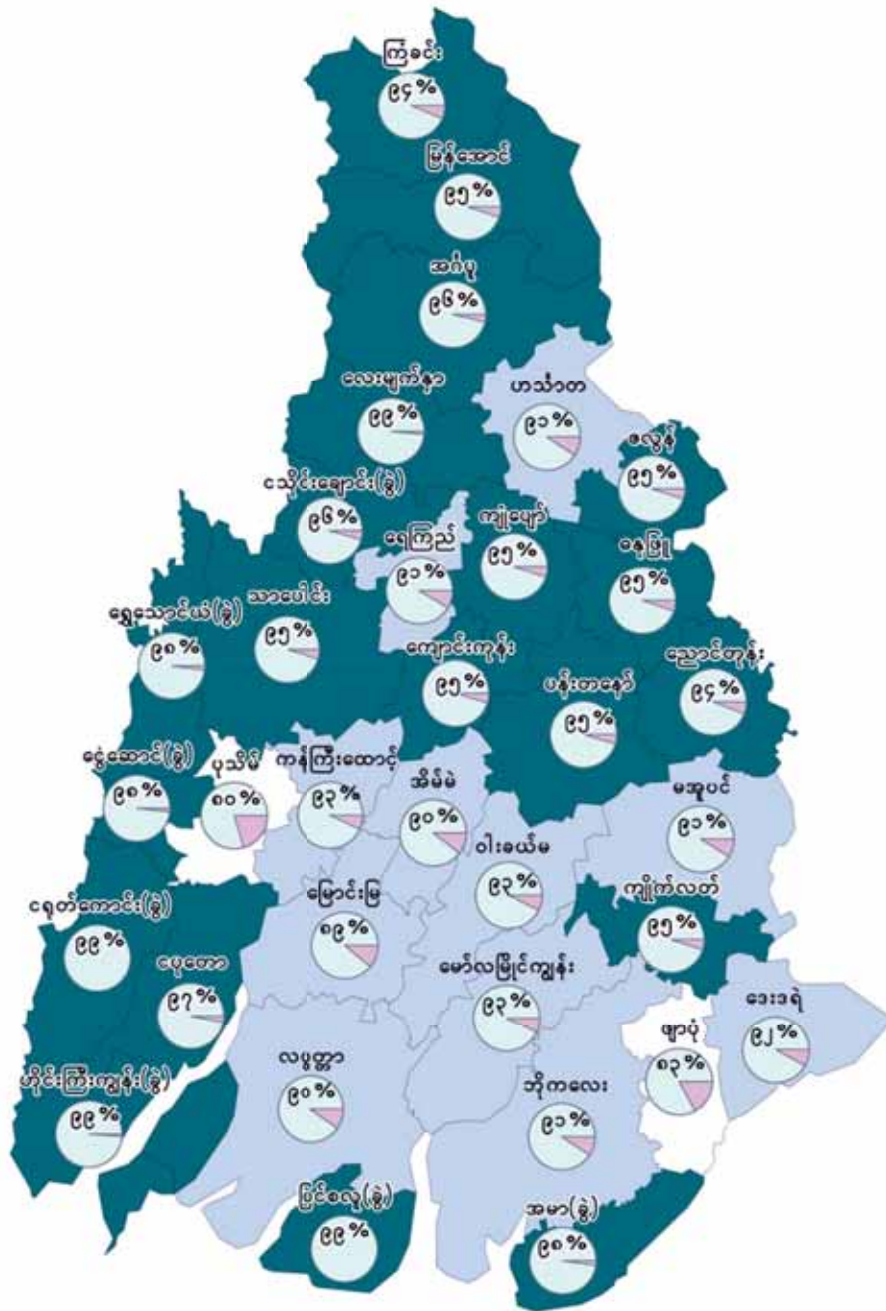 ကြံခင်း
၉၄%
မြန်အောင်
၉၅%
အင်္ဂပူ
၉၆%
လေးမျက်နှာ
၉၉%
ဟင်္သာတ
၉၁%
ဇလွန်
၉၅%
ငသိုင်းချောင်း(ခွဲ)
၉၆%
ရေကြည်
၉၁%
ကျုံပျော်
၉၅%
ဓနုဖြူ
၉၅%
ရွှေသောင်ယံ(ခွဲ)
၉၈%
သာပေါင်း
၉၅%
ကျောင်းကုန်း
၉၅%
ပန်းတနော်
၉၅%
ညောင်တုန်း
၉၄%
ငွေဆောင်(ခွဲ)
၉၈%
ပုသိမ်
၈၀%
ကန်ကြီးထောင့်
၉၃%
အိမ်မဲ
၉၀%
ဝါးခယ်မ
၉၃%
မအူပင်
၉၁%
ကျိုက်လတ်
၉၅%
ငရုတ်ကောင်း(ခွဲ)
၉၉%
ငပုတော
၉၇%
မြောင်းမြ
၈၉%
မော်လမြိုင်ကျွန်း
၉၃%
ဖျာပုံ
၈၃%
ဒေးဒရဲ
၉၂%
ဟိုင်းကြီးကျွန်း(ခွဲ)
၉၉%
လပွတ္တာ
၉၀%
ဘိုကလေး
၉၁%
ပြင်စလူ(ခွဲ)
၉၉%
အမာ(ခွဲ)
၉၈%